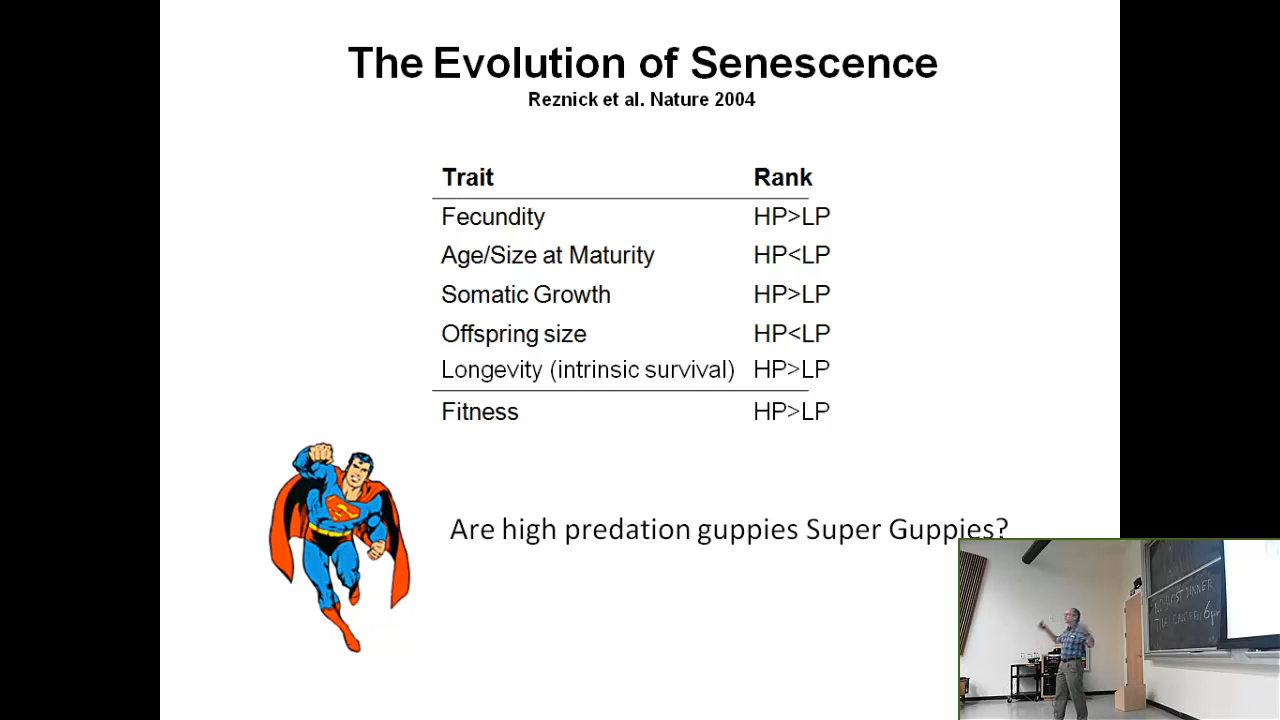 The Evolution of Senescence
Reznick et al. Nature 2004
Trait Rank
Fecundity HP>LP
Age/Size at Maturity HP<LP
Somatic Growth HP>LP
Offspring size HP<LP
Longevity (intrinsic survival) HP>LP
Fitness HP>LP
Are high predation guppies Super Guppies?
DINNER
6pm